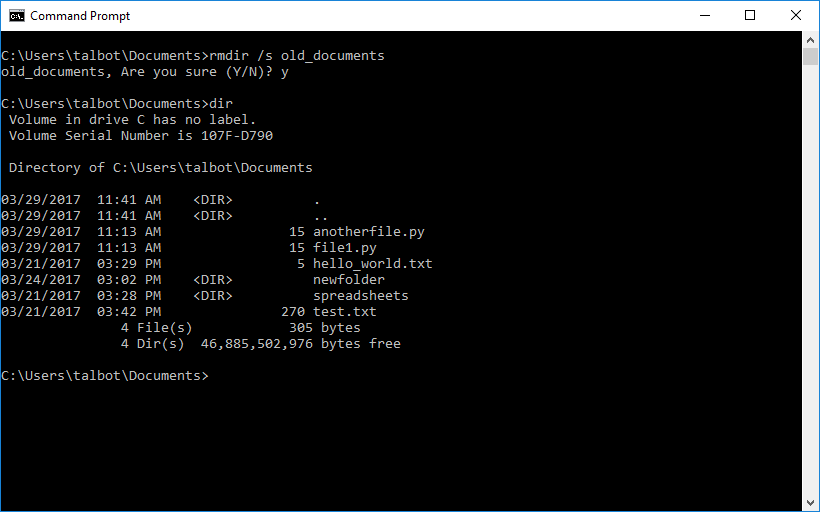 Command Prompt
C:\Users\talbot\Documents>rmdir /s old_documents
old_documents, Are you sure (Y/N)? y
C:\Users\talbot\Documents>dir
 Volume in drive C has no label.
 Volume Serial Number is 107F-D790
 Directory of C:\Users\talbot\Documents
03/29/2017  11:41 AM    <DIR>          .
03/29/2017  11:41 AM    <DIR>          ..
03/29/2017  11:13 AM                15 anotherfile.py
03/29/2017  11:13 AM                15 file1.py
03/21/2017  03:29 PM                 5 hello_world.txt
03/24/2017  03:02 PM    <DIR>          newfolder
03/21/2017  03:28 PM    <DIR>          spreadsheets
03/21/2017  03:42 PM               270 test.txt
               4 File(s)            305 bytes
               4 Dir(s)  46,885,502,976 bytes free
C:\Users\talbot\Documents>